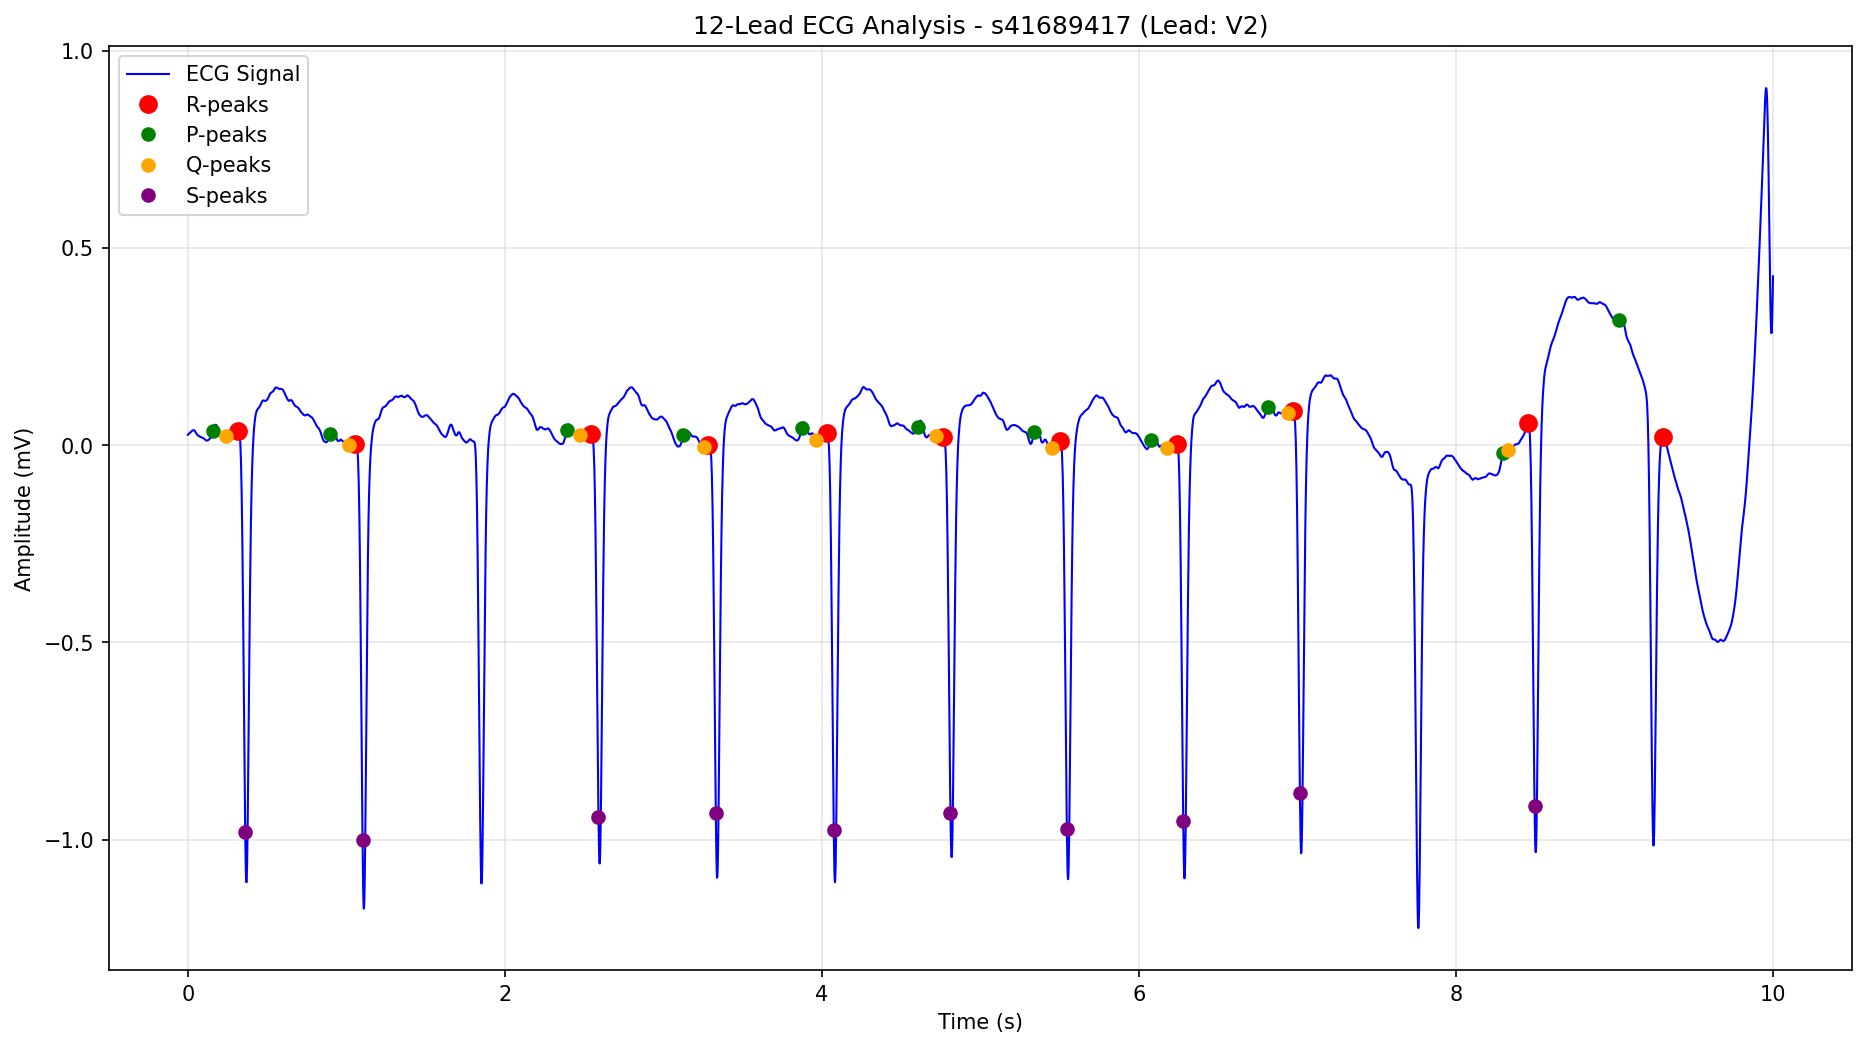 12-Lead ECG Analysis - s41689417 (Lead: V2)
ECG Signal
R-peaks
P-peaks
Q-peaks
S-peaks
1.0
0.5
0.0
−0.5
−1.0
Amplitude (mV)
0 2 4 6 8 10
Time (s)